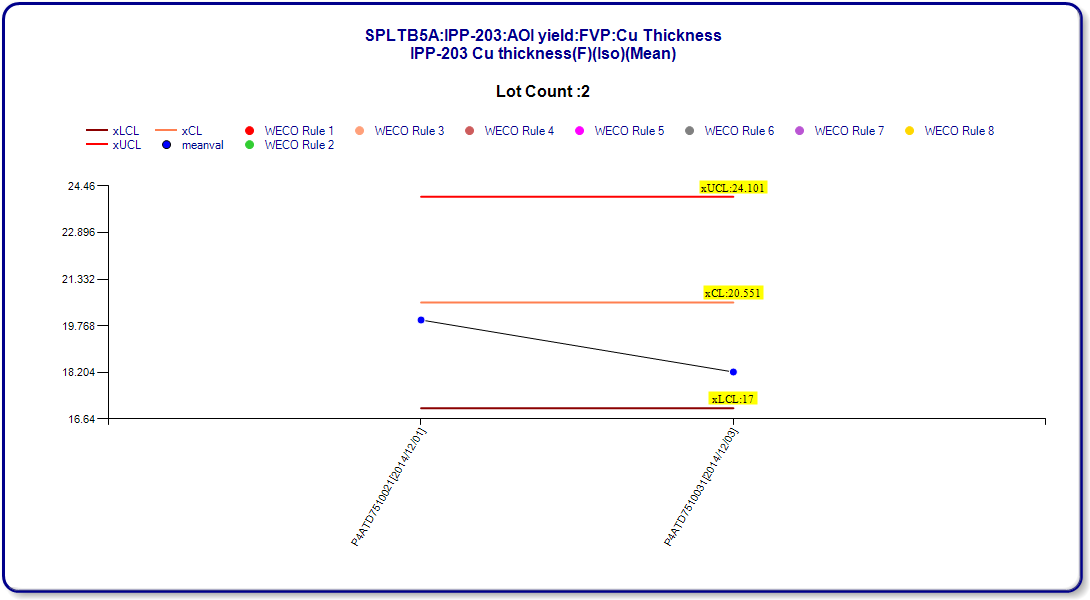 SPLTB5A:IPP-203:AOI yield:FVP:Cu Thickness
IPP-203 Cu thickness(F)(Iso)(Mean)
Lot Count :2
xLCL xCL WECO Rule 1 WECO Rule 3 WECO Rule 4 WECO Rule 5 WECO Rule 6 WECO Rule 7 WECO Rule 8
xUCL meanval WECO Rule 2
24.46
xUCL:24.101
22.896
21.332
xCL:20.551
19.768
18.204
xLCL:17
16.64
P4ATD7510021[2014/12/01]
P4ATD7510031[2014/12/03]